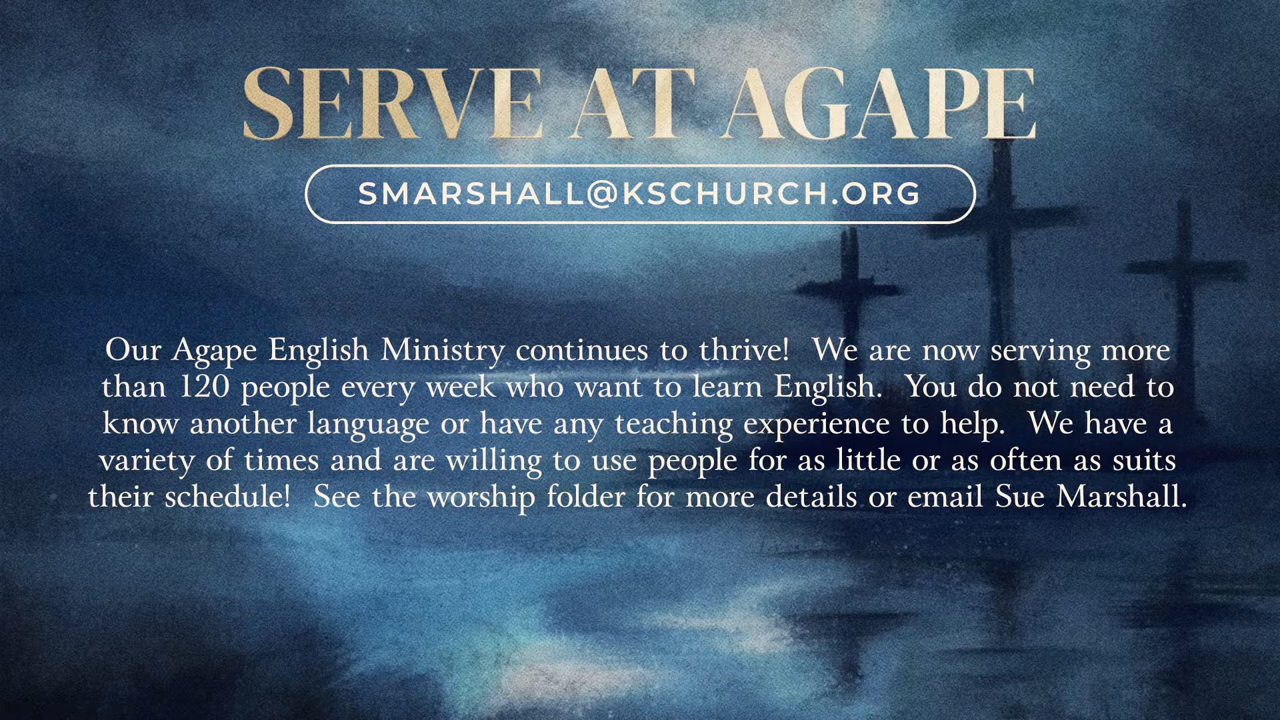 SERVE AT AGAPE
SMARSHALL@KSCHURCH.ORG
Our Agape English Ministry continues to thrive!  We are now serving more
than 120 people every week who want to learn English.  You do not need to
know another language or have any teaching experience to help.  We have a
variety of times and are willing to use people for as little or as often as suits
their schedule!  See the worship folder for more details or email Sue Marshall.